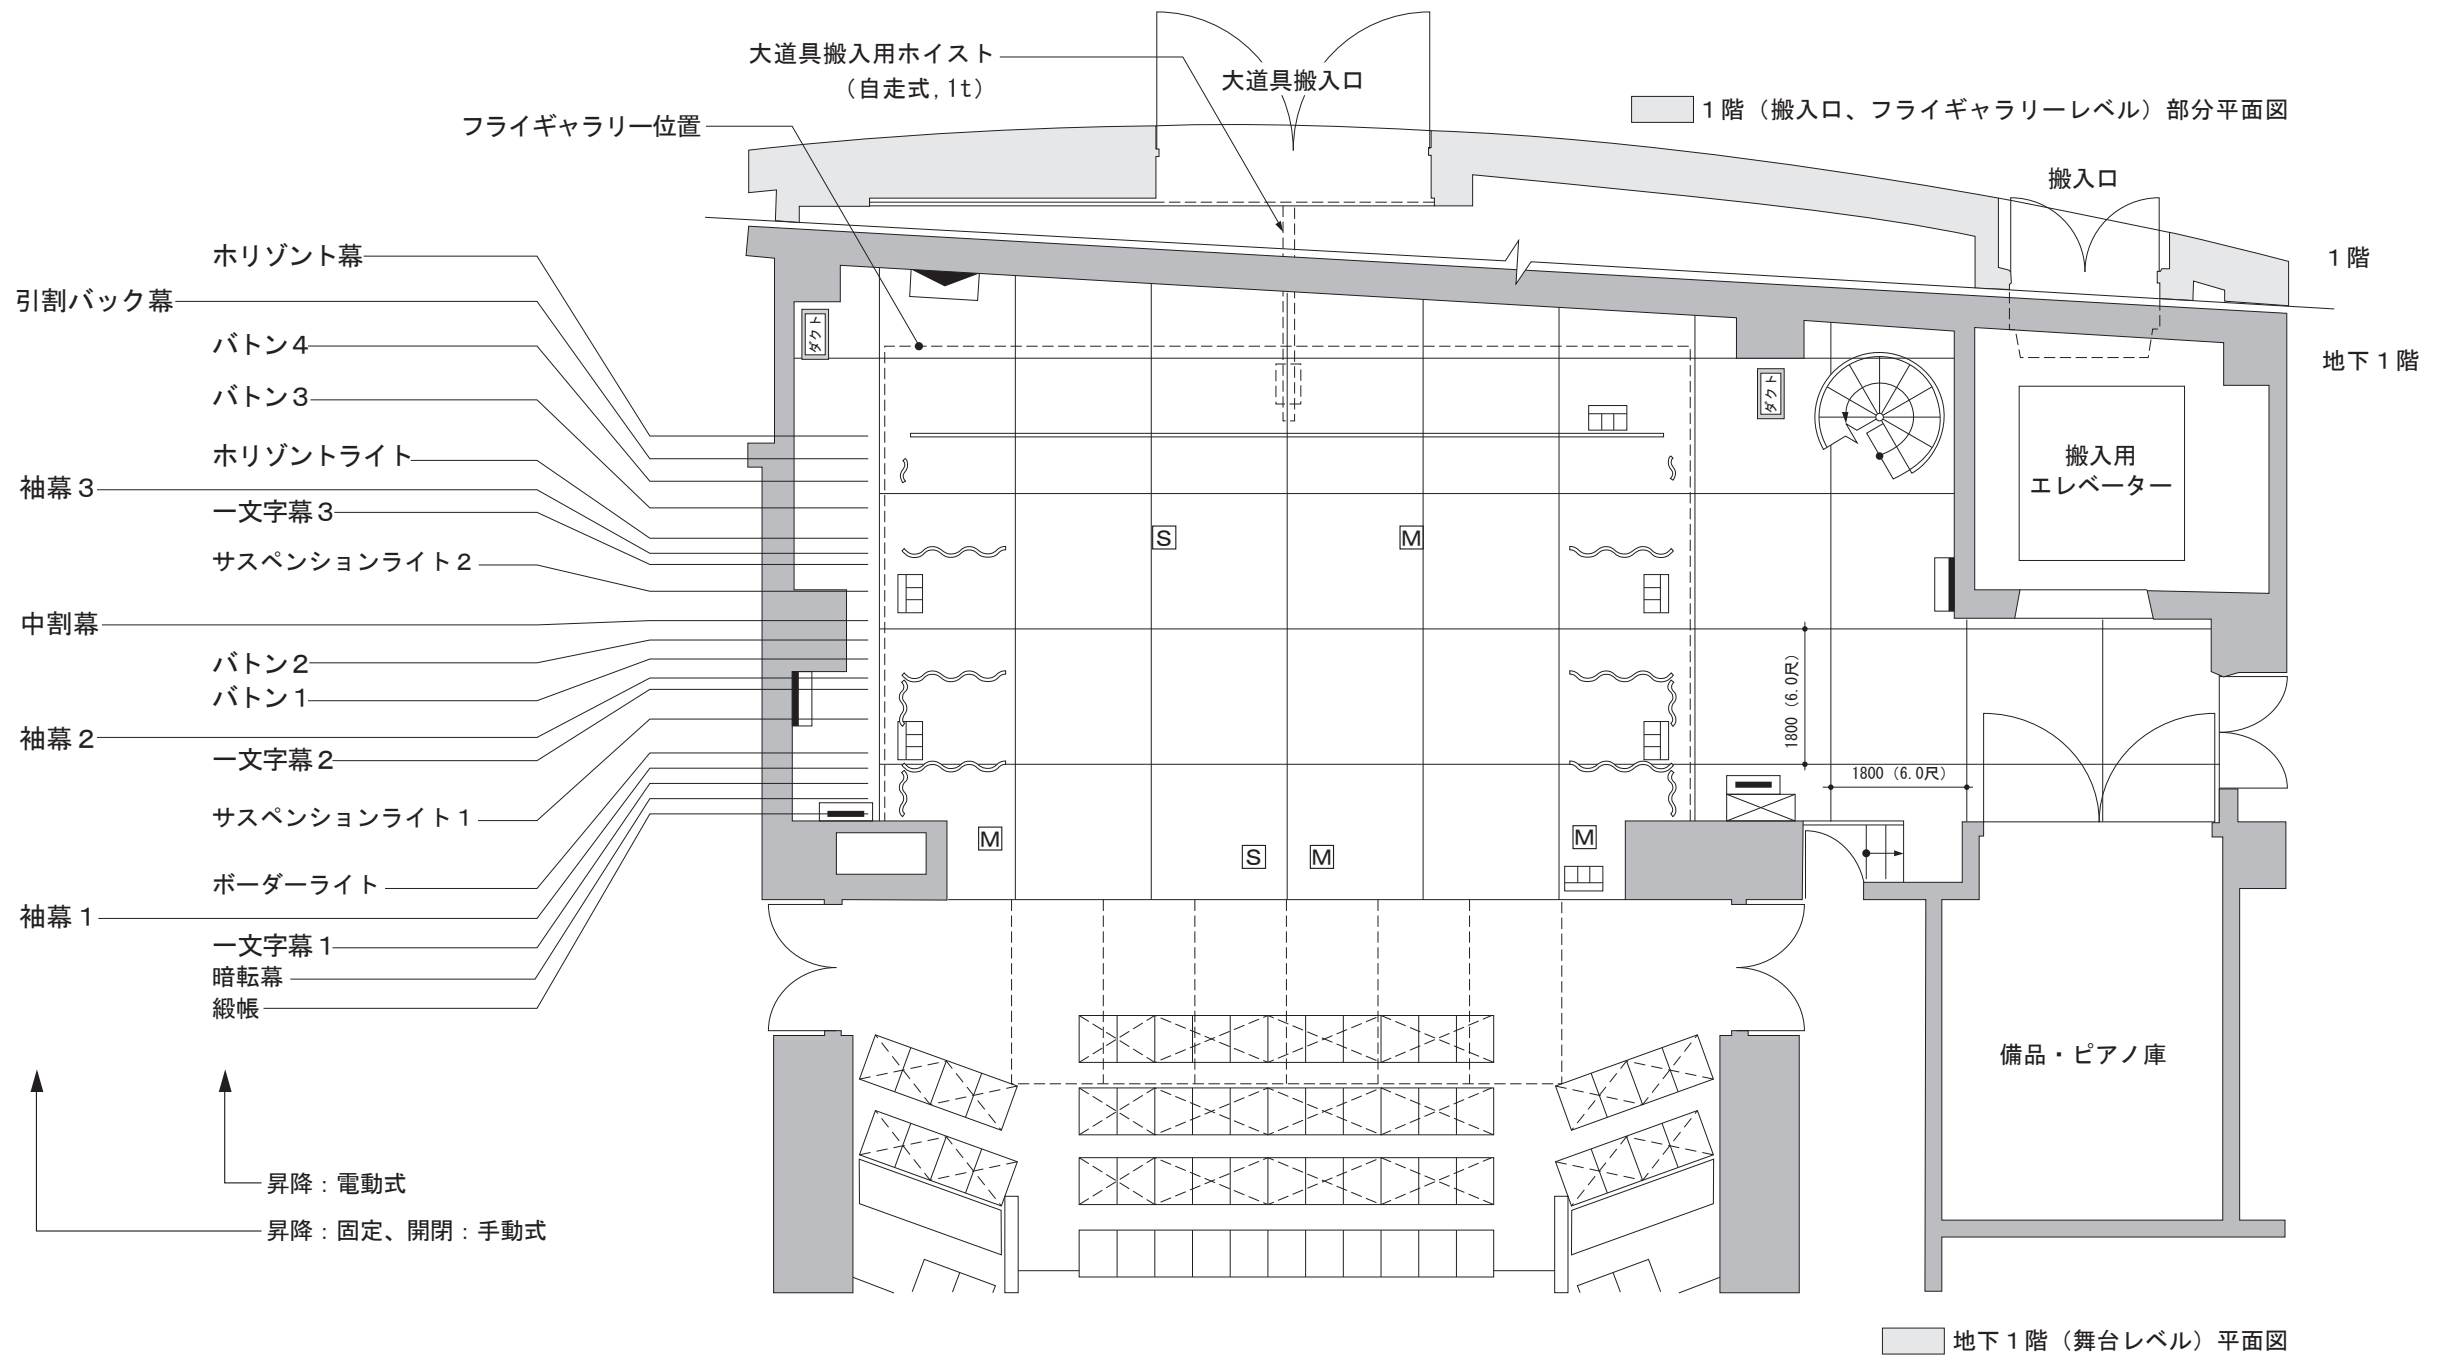 大道具搬入用ホイスト
（自走式,1t）
大道具搬入口
フライギャラリー位置
１階（搬入口、フライギャラリーレベル）部分平面図
搬入口
１階
地下１階
ホリゾント幕
引割バック幕
バトン４
バトン３
ホリゾントライト
袖幕３
一文字幕３
サスペンションライト２
中割幕
バトン２
バトン１
袖幕２
一文字幕２
サスペンションライト１
ボーダーライト
袖幕１
一文字幕１
暗転幕
緞帳
昇降：電動式
昇降：固定、開閉：手動式
ダクト
ダクト
搬入用
エレベーター
S
M
1800（6.0尺）
1800（6.0尺）
M
S
M
M
備品・ピアノ庫
地下１階（舞台レベル）平面図